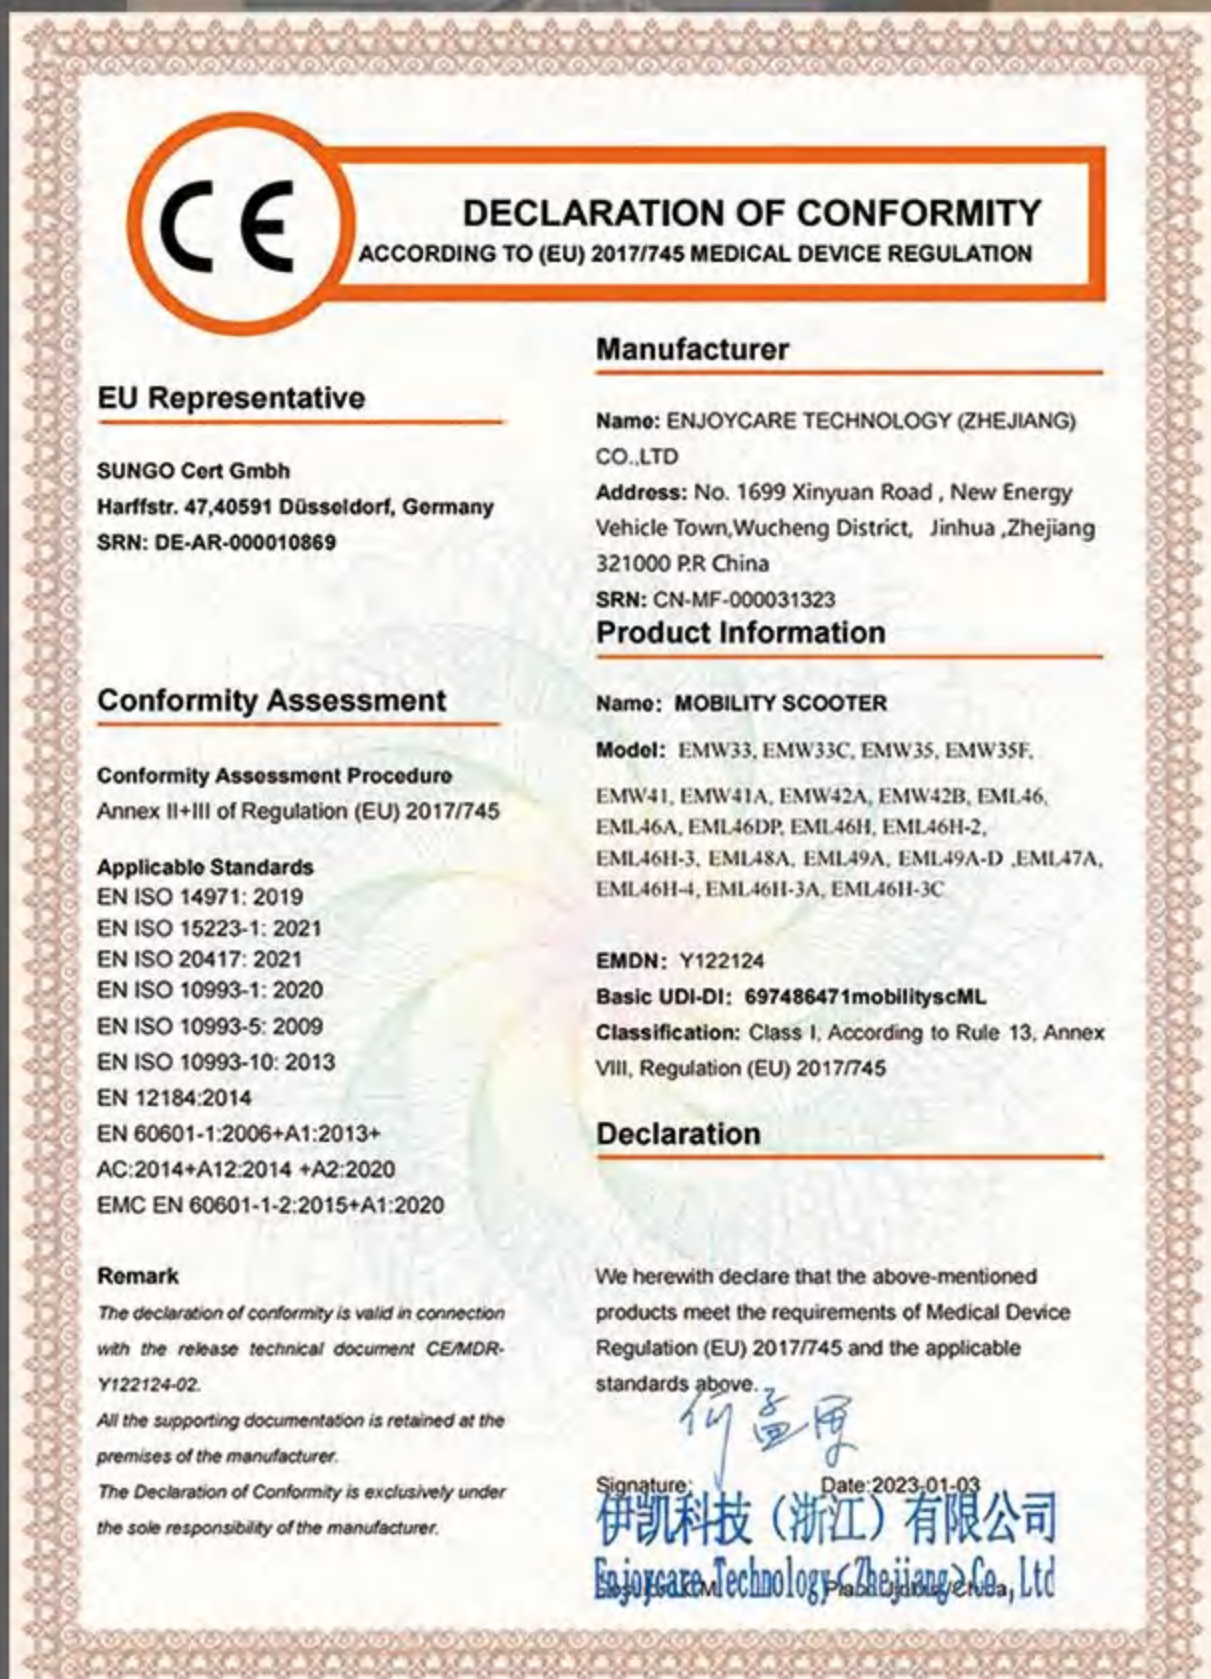 CE
DECLARATION OF CONFORMITY
ACCORDING TO (EU) 2017/745 MEDICAL DEVICE REGULATION
EU Representative
SUNGO Cert Gmbh
Harffstr. 47,40591 Düsseldorf, Germany
SRN: DE-AR-000010869
Manufacturer
Name: ENJOYCARE TECHNOLOGY (ZHEJIANG)
CO.,LTD
Address: No. 1699 Xinyuan Road , New Energy
Vehicle Town,Wucheng District, Jinhua ,Zhejiang
321000 P.R China
SRN: CN-MF-000031323
Product Information
Name: MOBILITY SCOOTER
Model: EMW33, EMW33C, EMW35, EMW35F,
EMW41, EMW41A, EMW42A, EMW42B, EML46,
EML46A, EML46DP, EML46H, EML46H-2,
EML46H-3, EML48A, EML49A, EML49A-D ,EML47A,
EML46H-4, EML46H-3A, EML46H-3C
EMDN: Y122124
Basic UDI-DI: 697486471mobilityscML
Classification: Class I, According to Rule 13, Annex
VIII, Regulation (EU) 2017/745
Conformity Assessment
Conformity Assessment Procedure
Annex II+III of Regulation (EU) 2017/745
Applicable Standards
EN ISO 14971: 2019
EN ISO 15223-1: 2021
EN ISO 20417: 2021
EN ISO 10993-1: 2020
EN ISO 10993-5: 2009
EN ISO 10993-10: 2013
EN 12184:2014
EN 60601-1:2006+A1:2013+
AC:2014+A12:2014 +A2:2020
EMC EN 60601-1-2:2015+A1:2020
Remark
The declaration of conformity is valid in connection
with the release technical document CE/MDR-
Y122124-02.
All the supporting documentation is retained at the
premises of the manufacturer.
The Declaration of Conformity is exclusively under
the sole responsibility of the manufacturer.
Declaration
We herewith declare that the above-mentioned
products meet the requirements of Medical Device
Regulation (EU) 2017/745 and the applicable
standards above.
Signature: Date:2023-01-03
伊凯科技（浙江）有限公司
Enjoycare Technology(Zhejiang)Co., Ltd